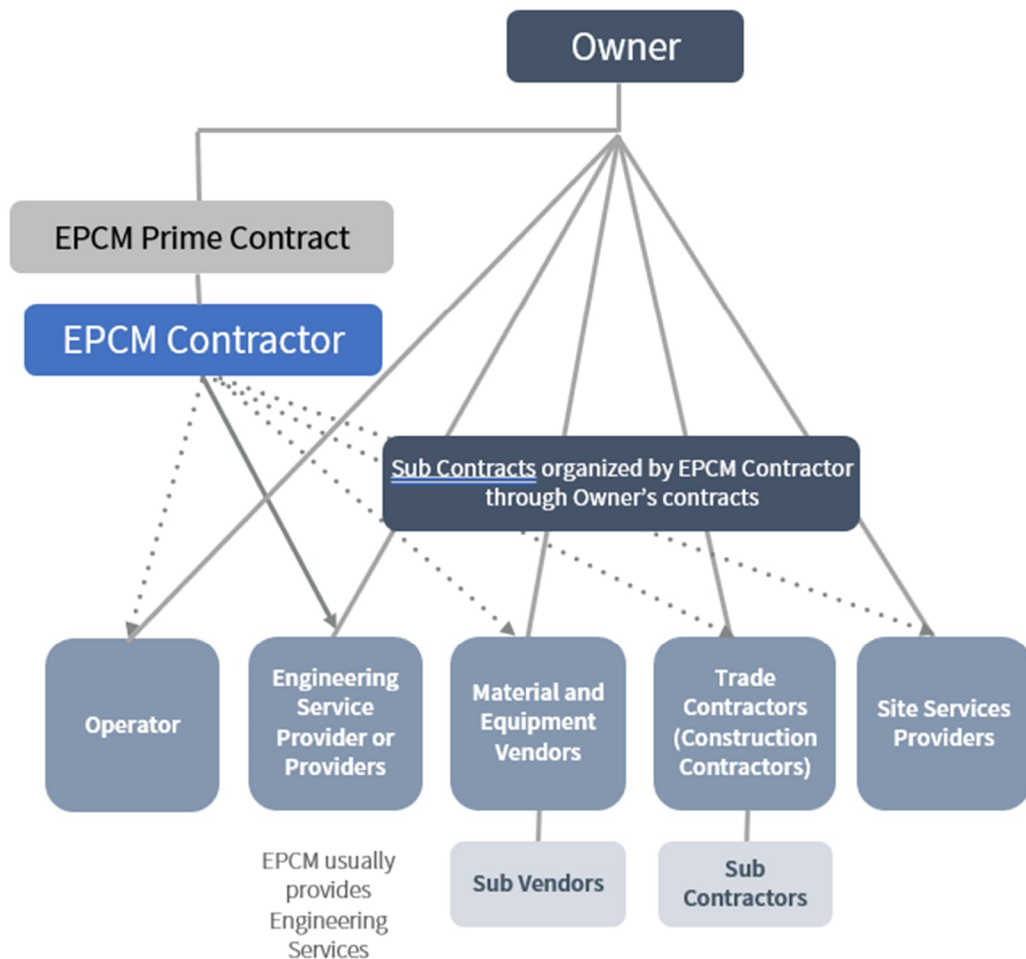 Owner
EPCM Prime Contract
EPCM Contractor
Sub Contracts organized by EPCM Contractor
through Owner’s contracts
Operator
Engineering
Service
Provider or
Providers
Material and
Equipment
Vendors
Trade
Contractors
(Construction
Contractors)
Site Services
Providers
EPCM usually
provides
Engineering
Services
Sub Vendors
Sub
Contractors